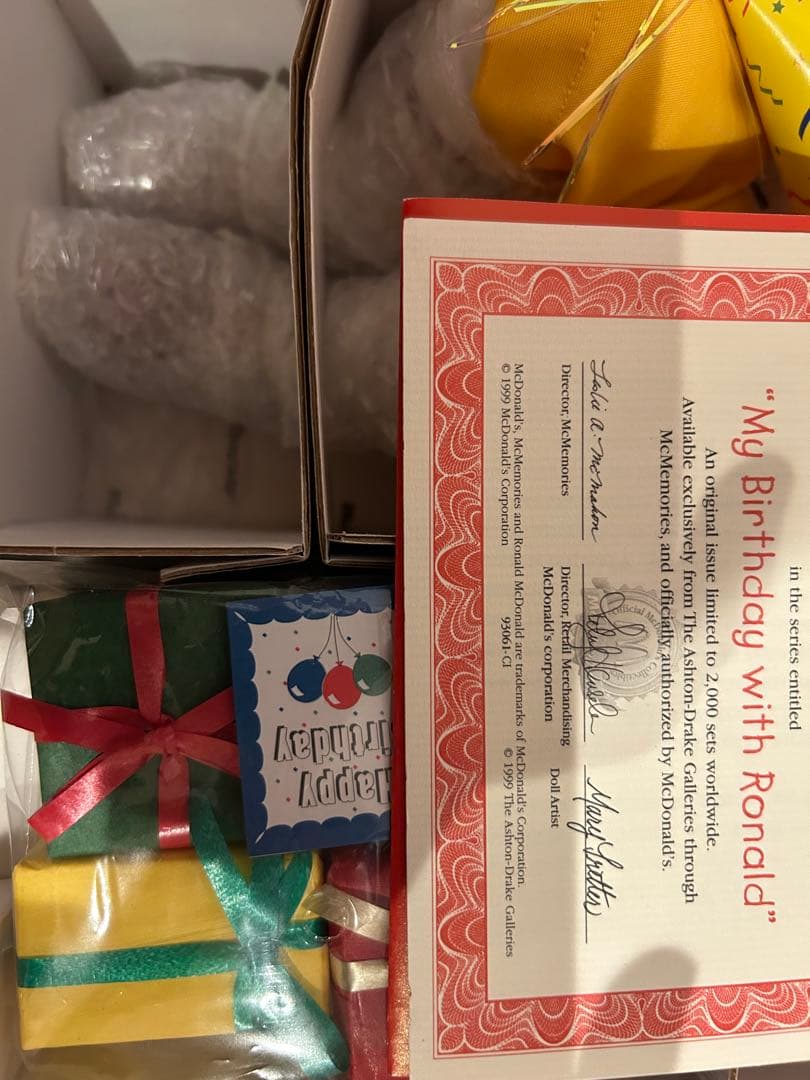 in the series entitled
“My Birthday with Ronald”
An original issue limited to 2,000 sets worldwide.
Available exclusively from The Ashton-Drake Galleries through
McMemories, and officially authorized by McDonald's.
Official
Mary Tretter
Director, McMemories
Director, Retail Merchandising
McDonald's corporation
Doll Artist
McDonald's, McMemories and Ronald McDonald are trademarks of McDonald's Corporation.
© 1999 McDonald's Corporation 93061-CI © 1999 The Ashton-Drake Galleries
Happy
Birthday